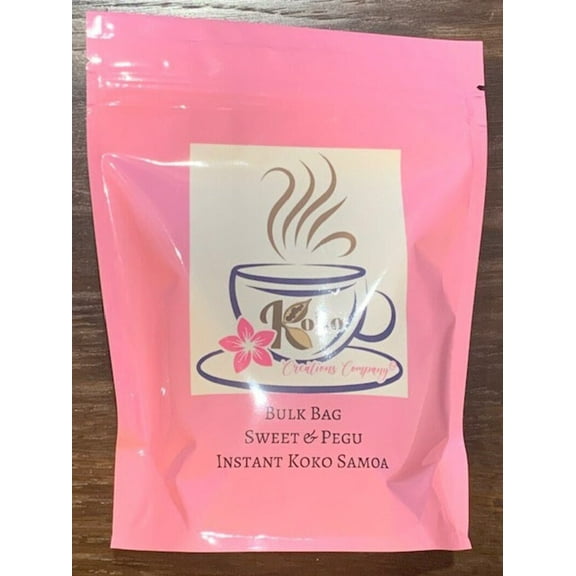 Koko
Creations Company®
Bulk Bag
Sweet & Pegu
Instant Koko Samoa